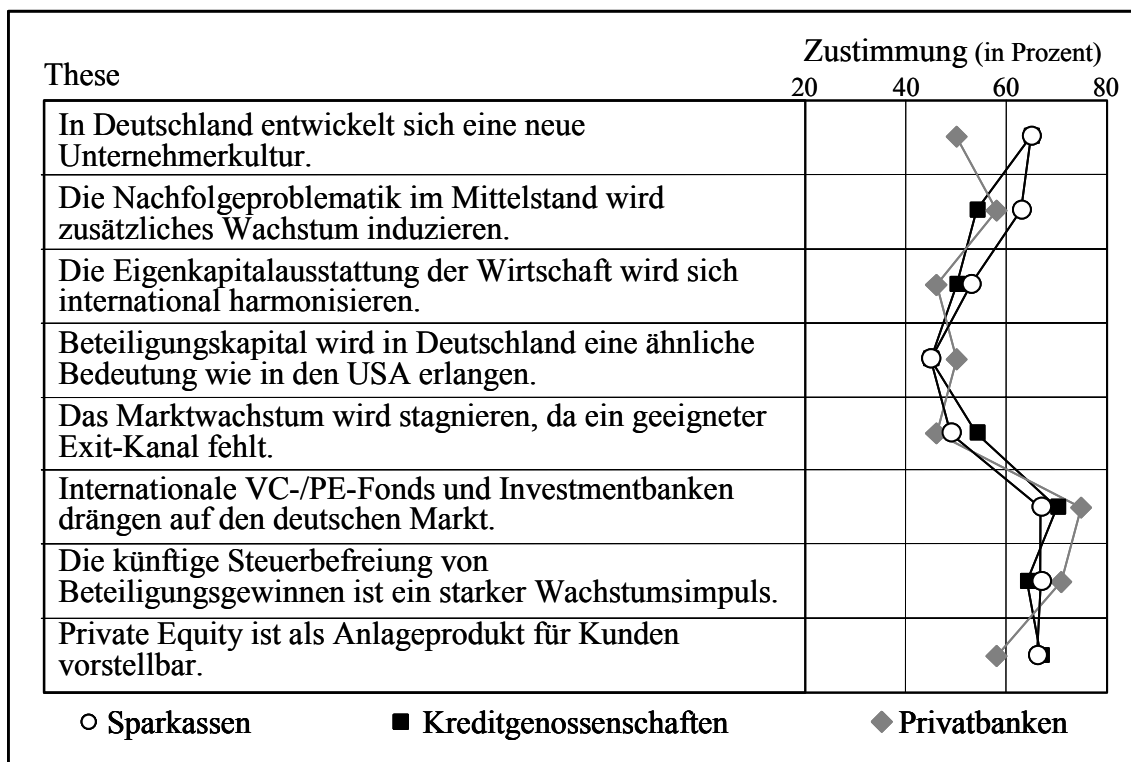 These
Zustimmung (in Prozent)
20 40 60 80
In Deutschland entwickelt sich eine neue
Unternehmerkultur.
Die Nachfolgeproblematik im Mittelstand wird
zusätzliches Wachstum induzieren.
Die Eigenkapitalausstattung der Wirtschaft wird sich
international harmonisieren.
Beteiligungskapital wird in Deutschland eine ähnliche
Bedeutung wie in den USA erlangen.
Das Marktwachstum wird stagnieren, da ein geeigneter
Exit-Kanal fehlt.
Internationale VC-/PE-Fonds und Investmentbanken
drängen auf den deutschen Markt.
Die künftige Steuerbefreiung von
Beteiligungsgewinnen ist ein starker Wachstumsimpuls.
Private Equity ist als Anlageprodukt für Kunden
vorstellbar.
Sparkassen Kreditgenossenschaften Privatbanken